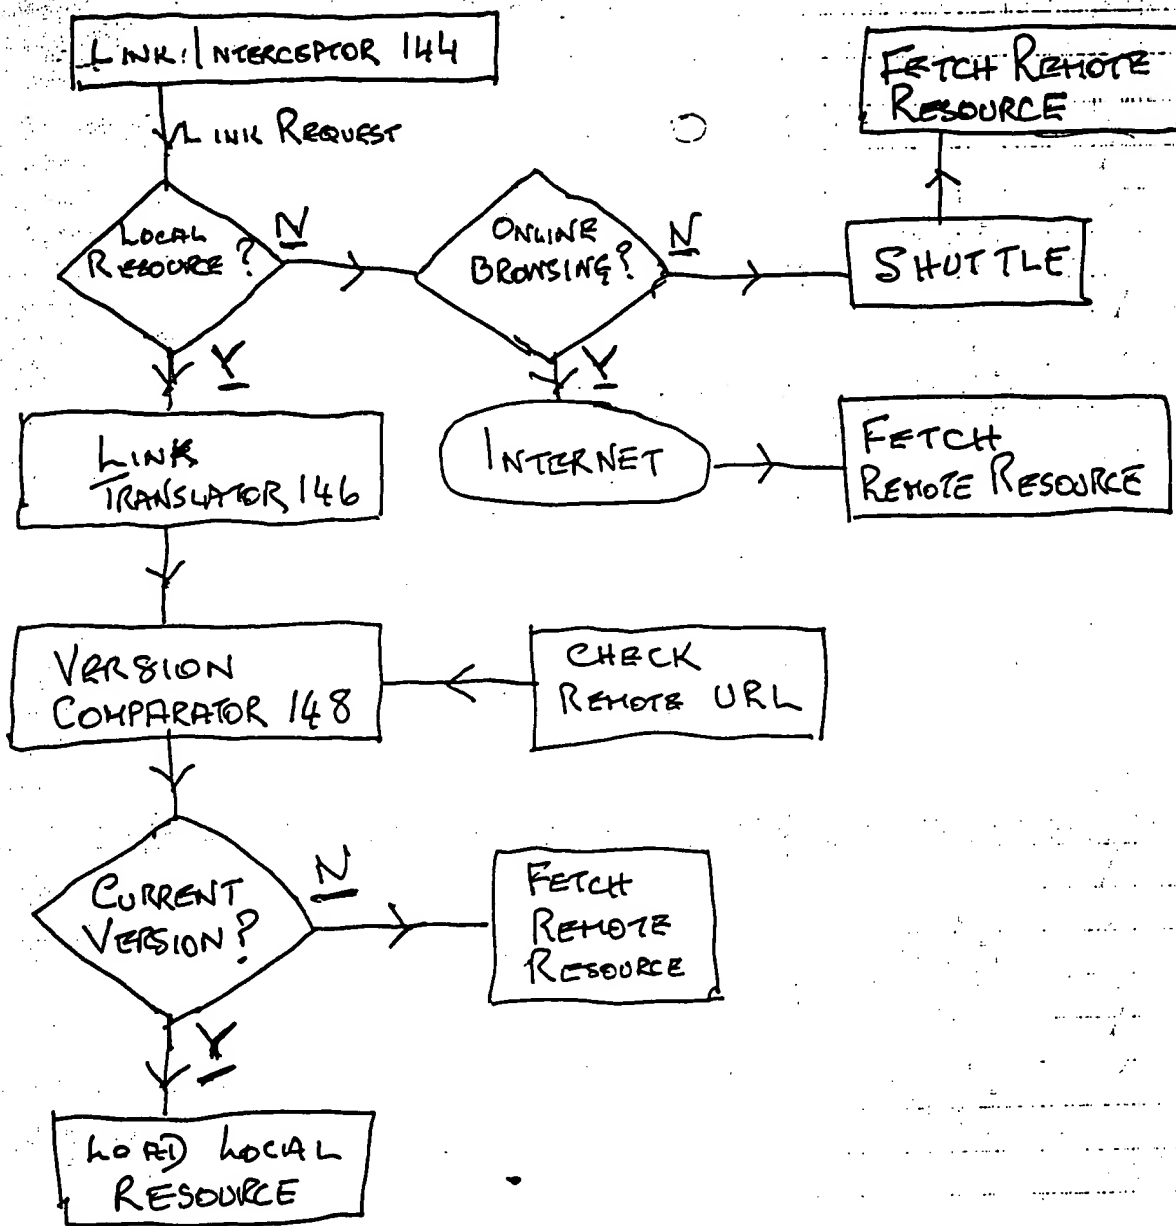 LINK INTERCEPTOR 144
FETCH REMOTE
RESOURCE
LINK REQUEST
LOCAL
RESOURCE?
N
ONLINE
BROWSING?
N
SHUTTLE
Y
Y
LINK
TRANSLATOR 146
INTERNET
FETCH
REMOTE RESOURCE
VERSION
COMPARATOR 148
CHECK
REMOTE URL
CURRENT
VERSION?
N
FETCH
REMOTE
RESOURCE
Y
LOAD LOCAL
RESOURCE